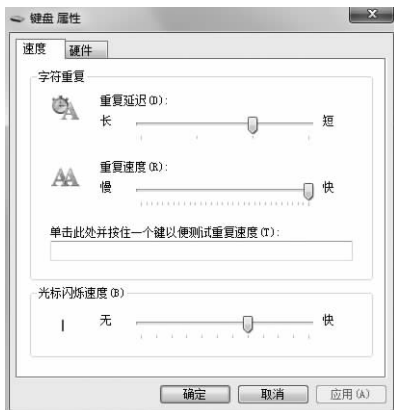 键盘 属性
速度 硬件
字符重复
重复延迟(D):
长 短
重复速度(R):
慢 快
单击此处并按住一个键以便测试重复速度(T):
光标闪烁速度(B)
无 快
确定 取消 应用(A)